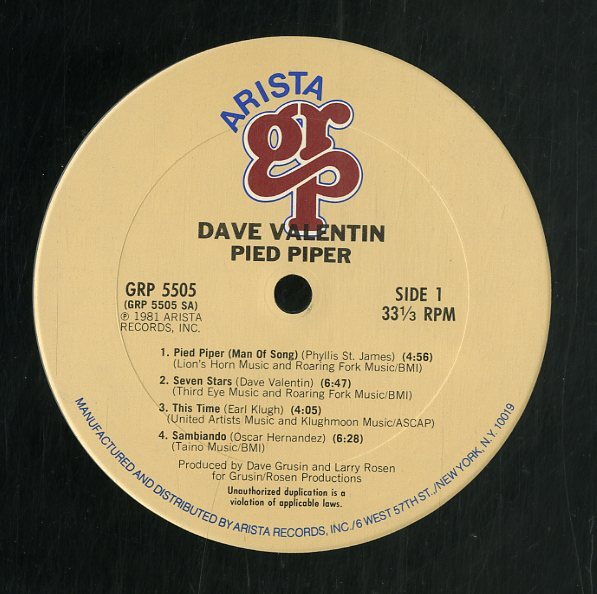 ARISTA
grp
DAVE VALENTIN
PIED PIPER
GRP 5505
(GRP 5505 SA)
℗ 1981 ARISTA
RECORDS, INC.
SIDE 1
33⅓ RPM
1. Pied Piper (Man Of Song) (Phyllis St. James) (4:56)
(Lion's Horn Music and Roaring Fork Music/BMI)
2. Seven Stars (Dave Valentin) (6:47)
(Third Eye Music and Roaring Fork Music/BMI)
3. This Time (Earl Klugh) (4:05)
(United Artists Music and Klughmoon Music/ASCAP)
4. Sambiando (Oscar Hernandez) (6:28)
(Taino Music/BMI)
Produced by Dave Grusin and Larry Rosen
for Grusin/Rosen Productions
Unauthorized duplication is a
violation of applicable laws.
MANUFACTURED AND DISTRIBUTED BY ARISTA RECORDS, INC./6 WEST 57TH ST./NEW YORK, N.Y. 10019